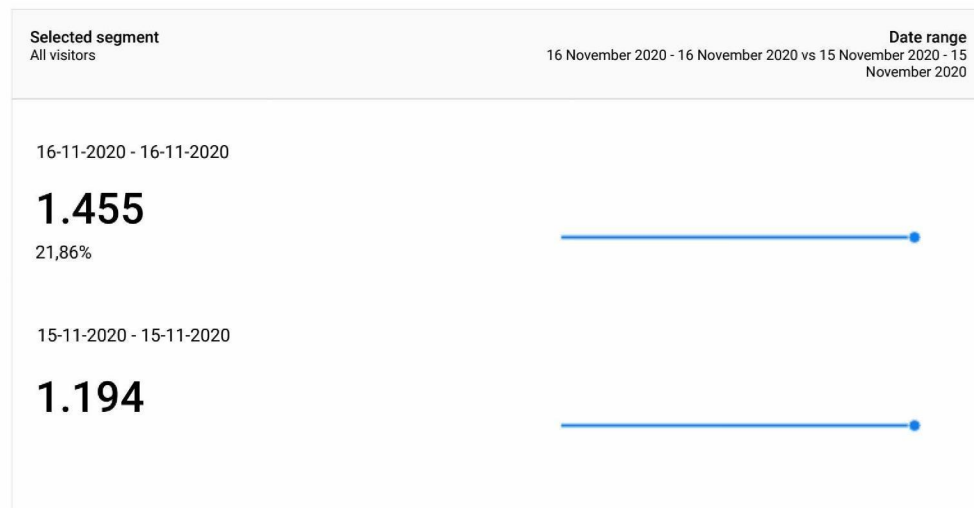 Selected segment
All visitors
Date range
16 November 2020 - 16 November 2020 vs 15 November 2020 - 15
November 2020
16-11-2020 - 16-11-2020
1.455
21,86%
15-11-2020 - 15-11-2020
1.194